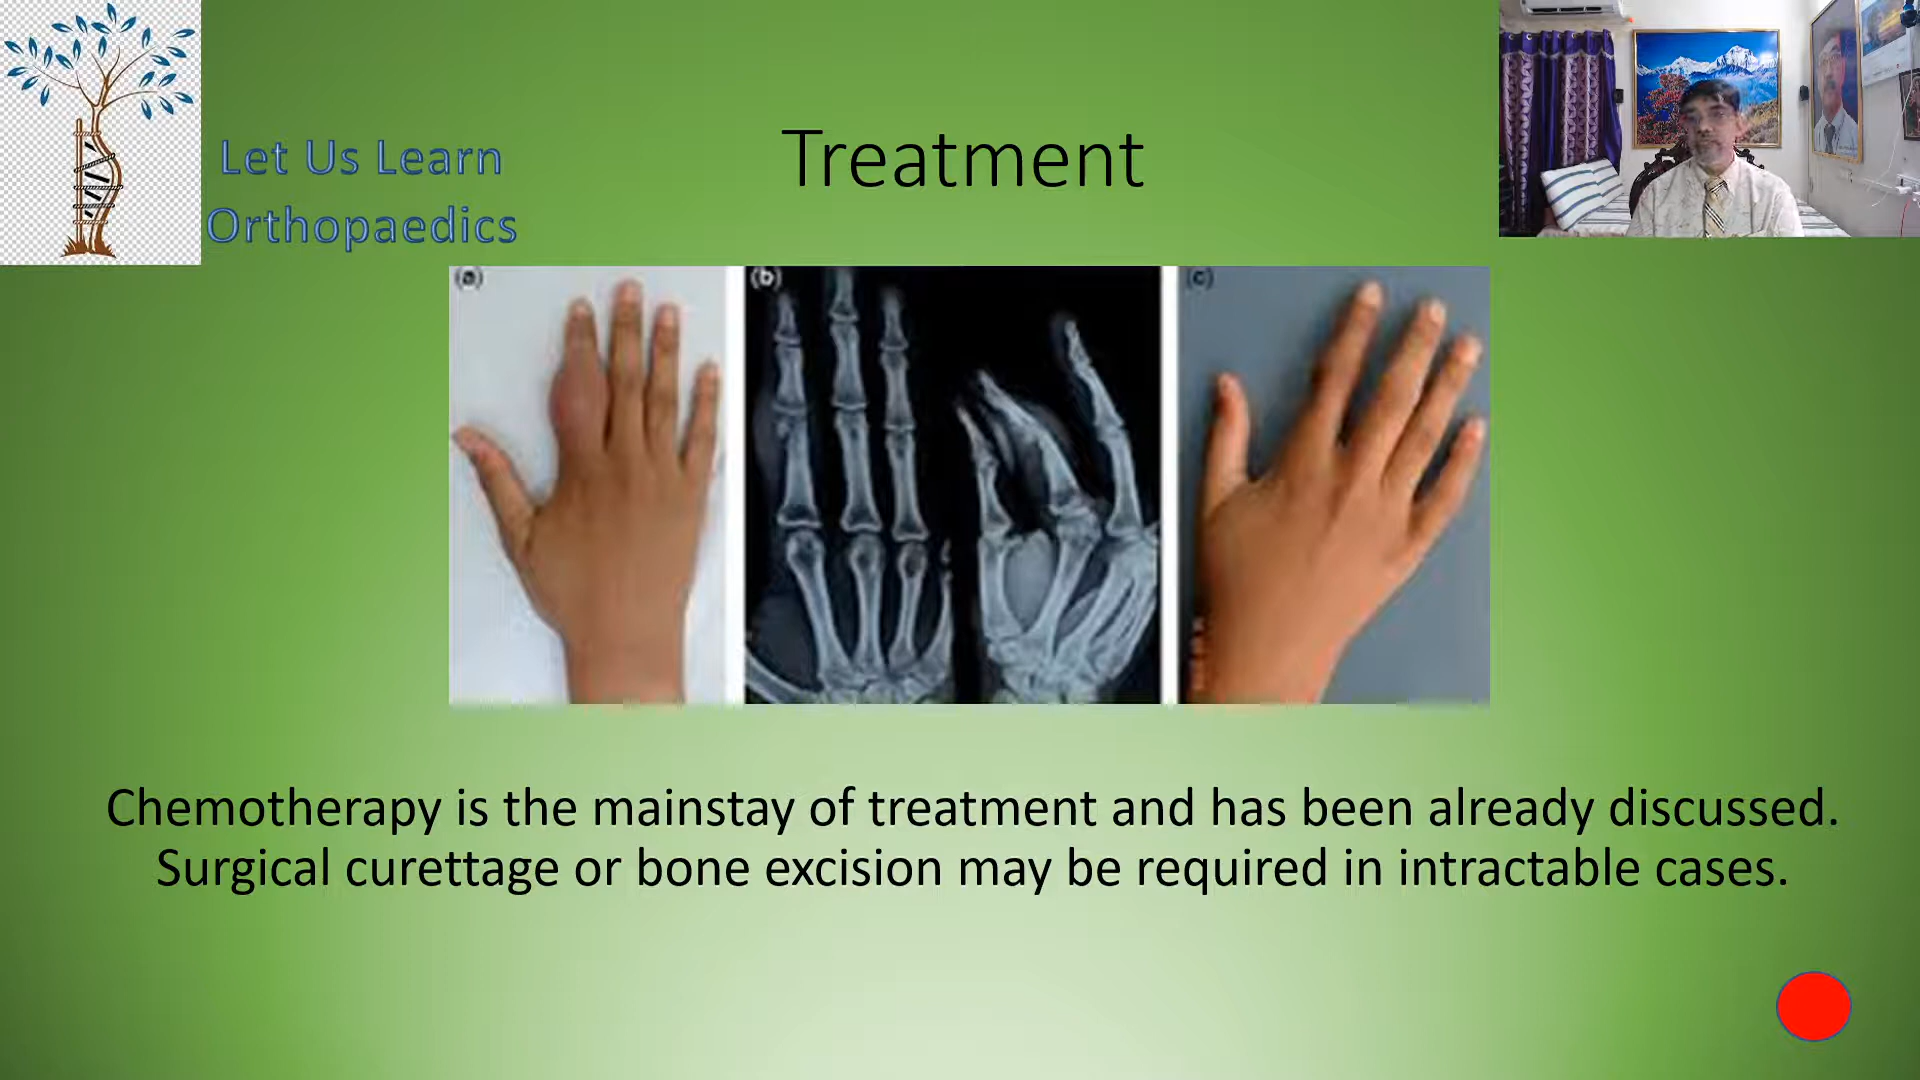 Let Us Learn
Orthopaedics
Treatment
(a)
(b)
(c)
Chemotherapy is the mainstay of treatment and has been already discussed.
Surgical curettage or bone excision may be required in intractable cases.